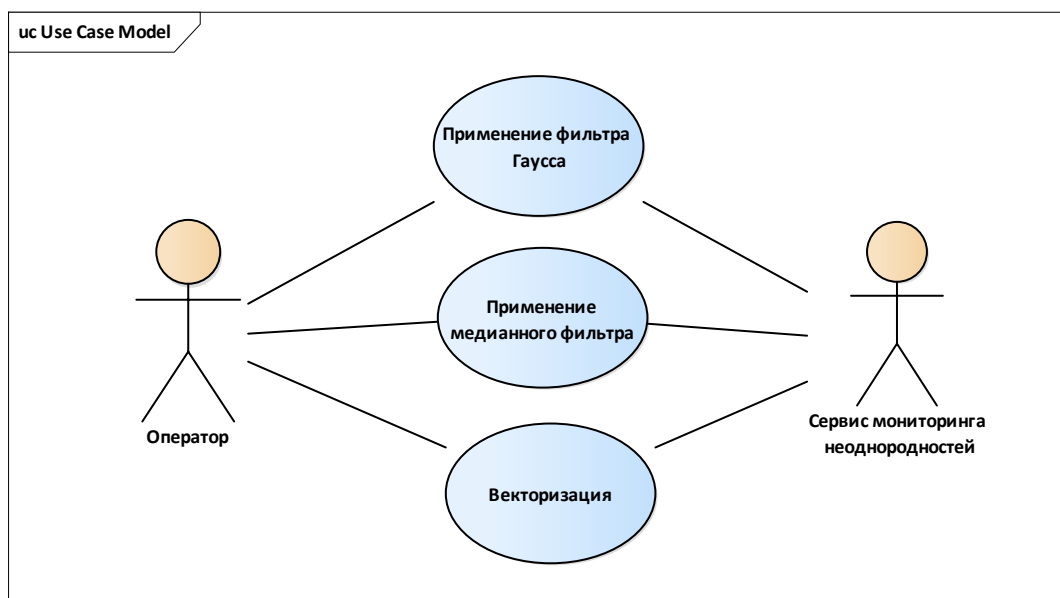 uc Use Case Model
Применение фильтра
Гаусса
Применение
медианного фильтра
Оператор
Сервис мониторинга
неоднородностей
Векторизация